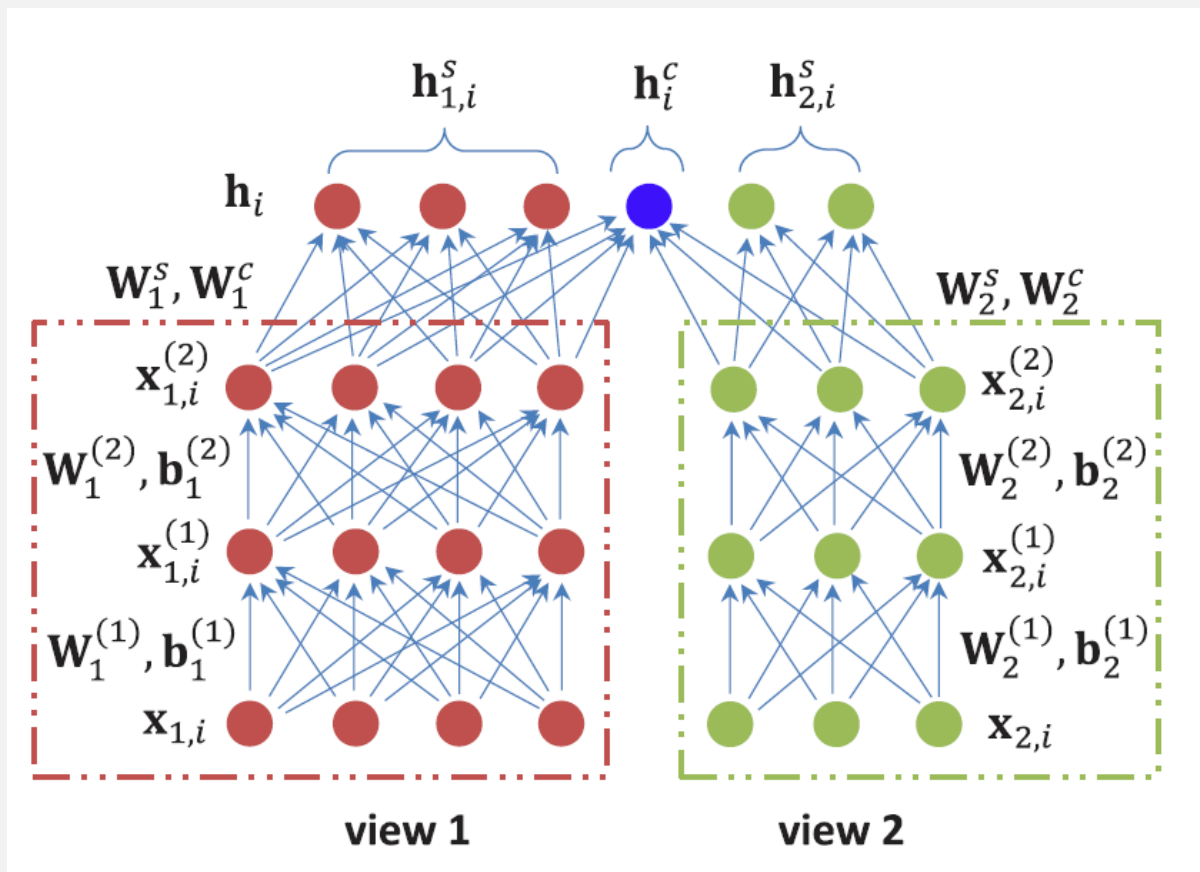 h^s_{1,i} h^c_i h^s_{2,i}
h_i
W^s_1, W^c_1 W^s_2, W^c_2
x^{(2)}_{1,i} x^{(2)}_{2,i}
W^{(2)}_1, b^{(2)}_1 W^{(2)}_2, b^{(2)}_2
x^{(1)}_{1,i} x^{(1)}_{2,i}
W^{(1)}_1, b^{(1)}_1 W^{(1)}_2, b^{(1)}_2
x_{1,i} x_{2,i}
view 1 view 2